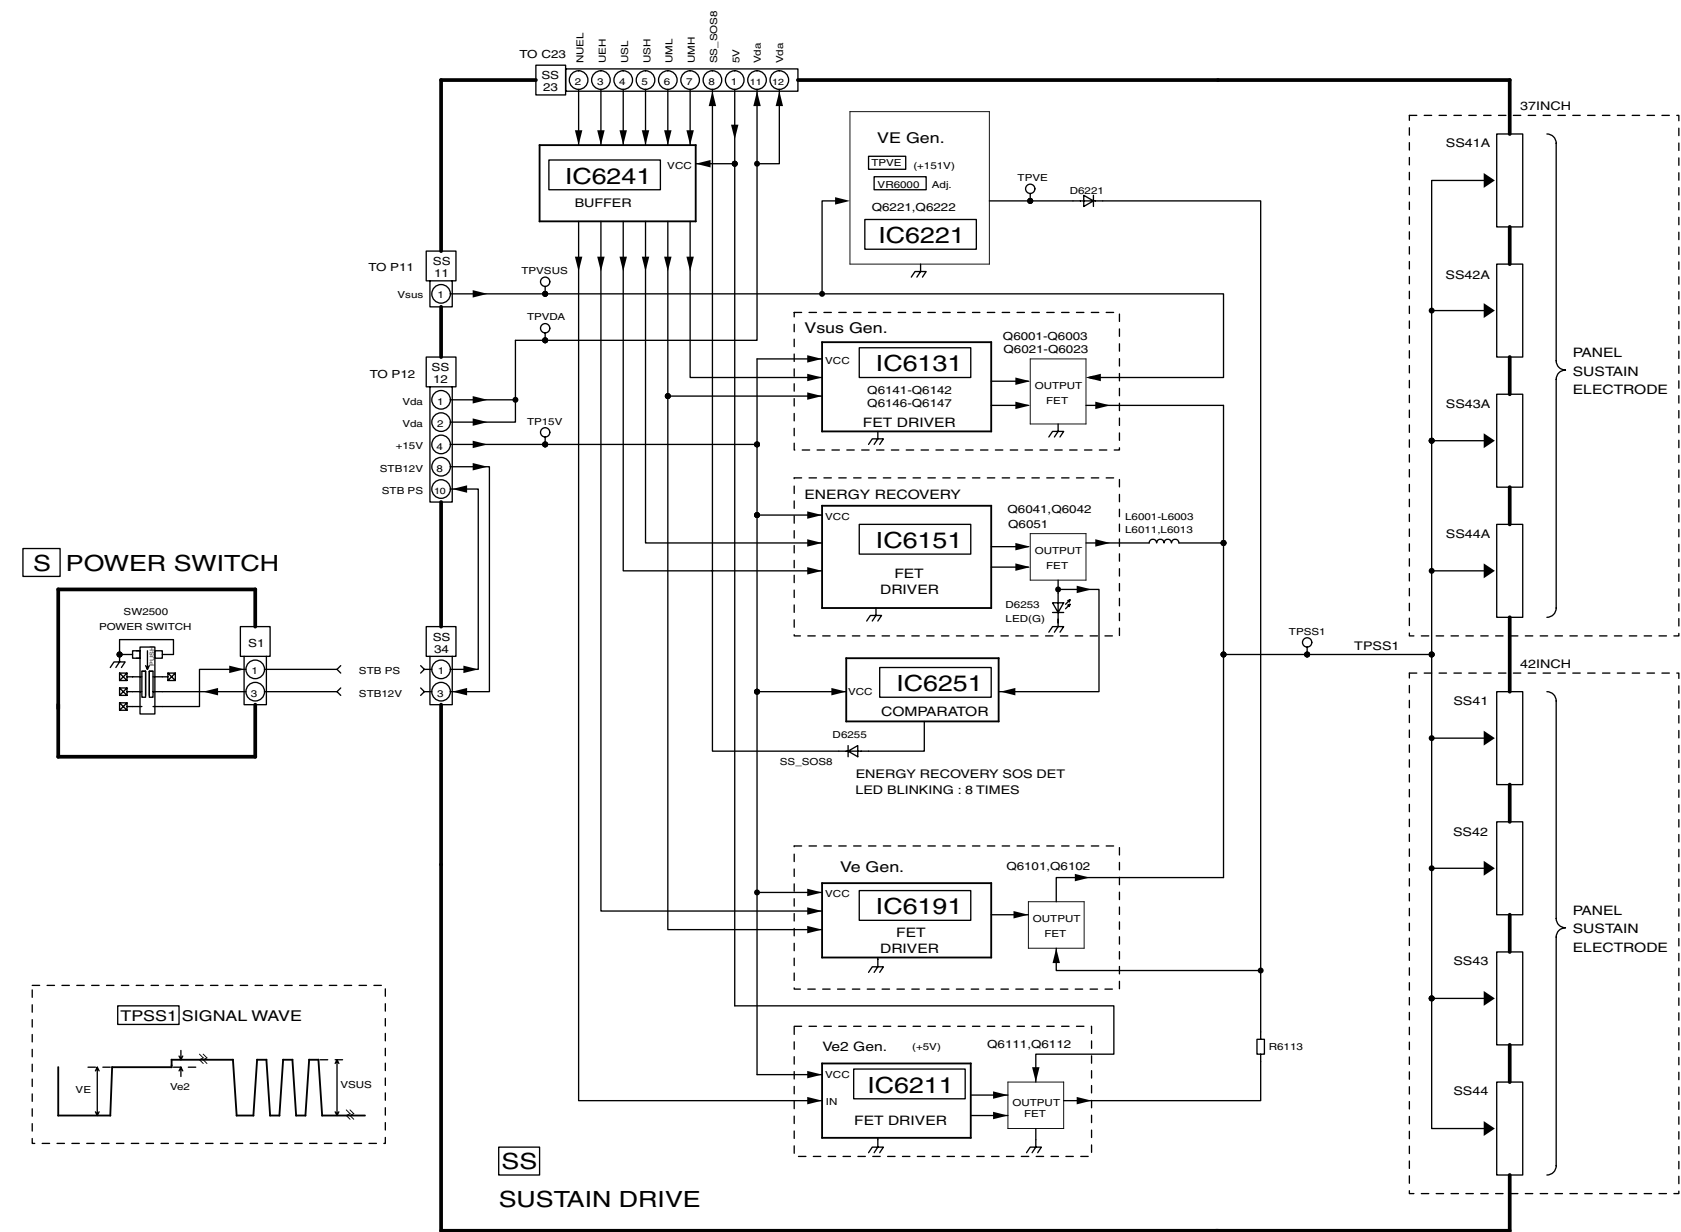 TO C23
NUEL
UEH
USL
USH
UML
UMH
SS_SOS8
5V
Vda
Vda
SS
23
2 3 4 5 6 7 8 1 11 12
37INCH
SS41A
SS42A
SS43A
SS44A
PANEL
SUSTAIN
ELECTRODE
VCC
IC6241
BUFFER
VE Gen.
TPVE (+151V)
VR6000 Adj.
Q6221,Q6222
IC6221
TPVE
D6221
TO P11
SS
11
Vsus
1
TPVSUS
TPVDA
TO P12
SS
12
Vda
1
Vda
2
+15V
4
STB12V
8
STB PS
10
TP15V
Vsus Gen.
VCC
IC6131
Q6141-Q6142
Q6146-Q6147
FET DRIVER
Q6001-Q6003
Q6021-Q6023
OUTPUT
FET
ENERGY RECOVERY
VCC
IC6151
FET
DRIVER
Q6041,Q6042
Q6051
OUTPUT
FET
L6001-L6003
L6011,L6013
D6253
LED(G)
S POWER SWITCH
SW2500
POWER SWITCH
PUSH
S1
1
3
STB PS
STB12V
SS
34
1
3
VCC
IC6251
COMPARATOR
D6255
SS_SOS8
ENERGY RECOVERY SOS DET
LED BLINKING : 8 TIMES
TPSS1
TPSS1
42INCH
SS41
SS42
SS43
SS44
PANEL
SUSTAIN
ELECTRODE
Ve Gen.
VCC
IC6191
FET
DRIVER
Q6101,Q6102
OUTPUT
FET
Ve2 Gen. (+5V)
VCC
IN
IC6211
FET DRIVER
Q6111,Q6112
OUTPUT
FET
R6113
TPSS1 SIGNAL WAVE
VE
Ve2
VSUS
SS
SUSTAIN DRIVE